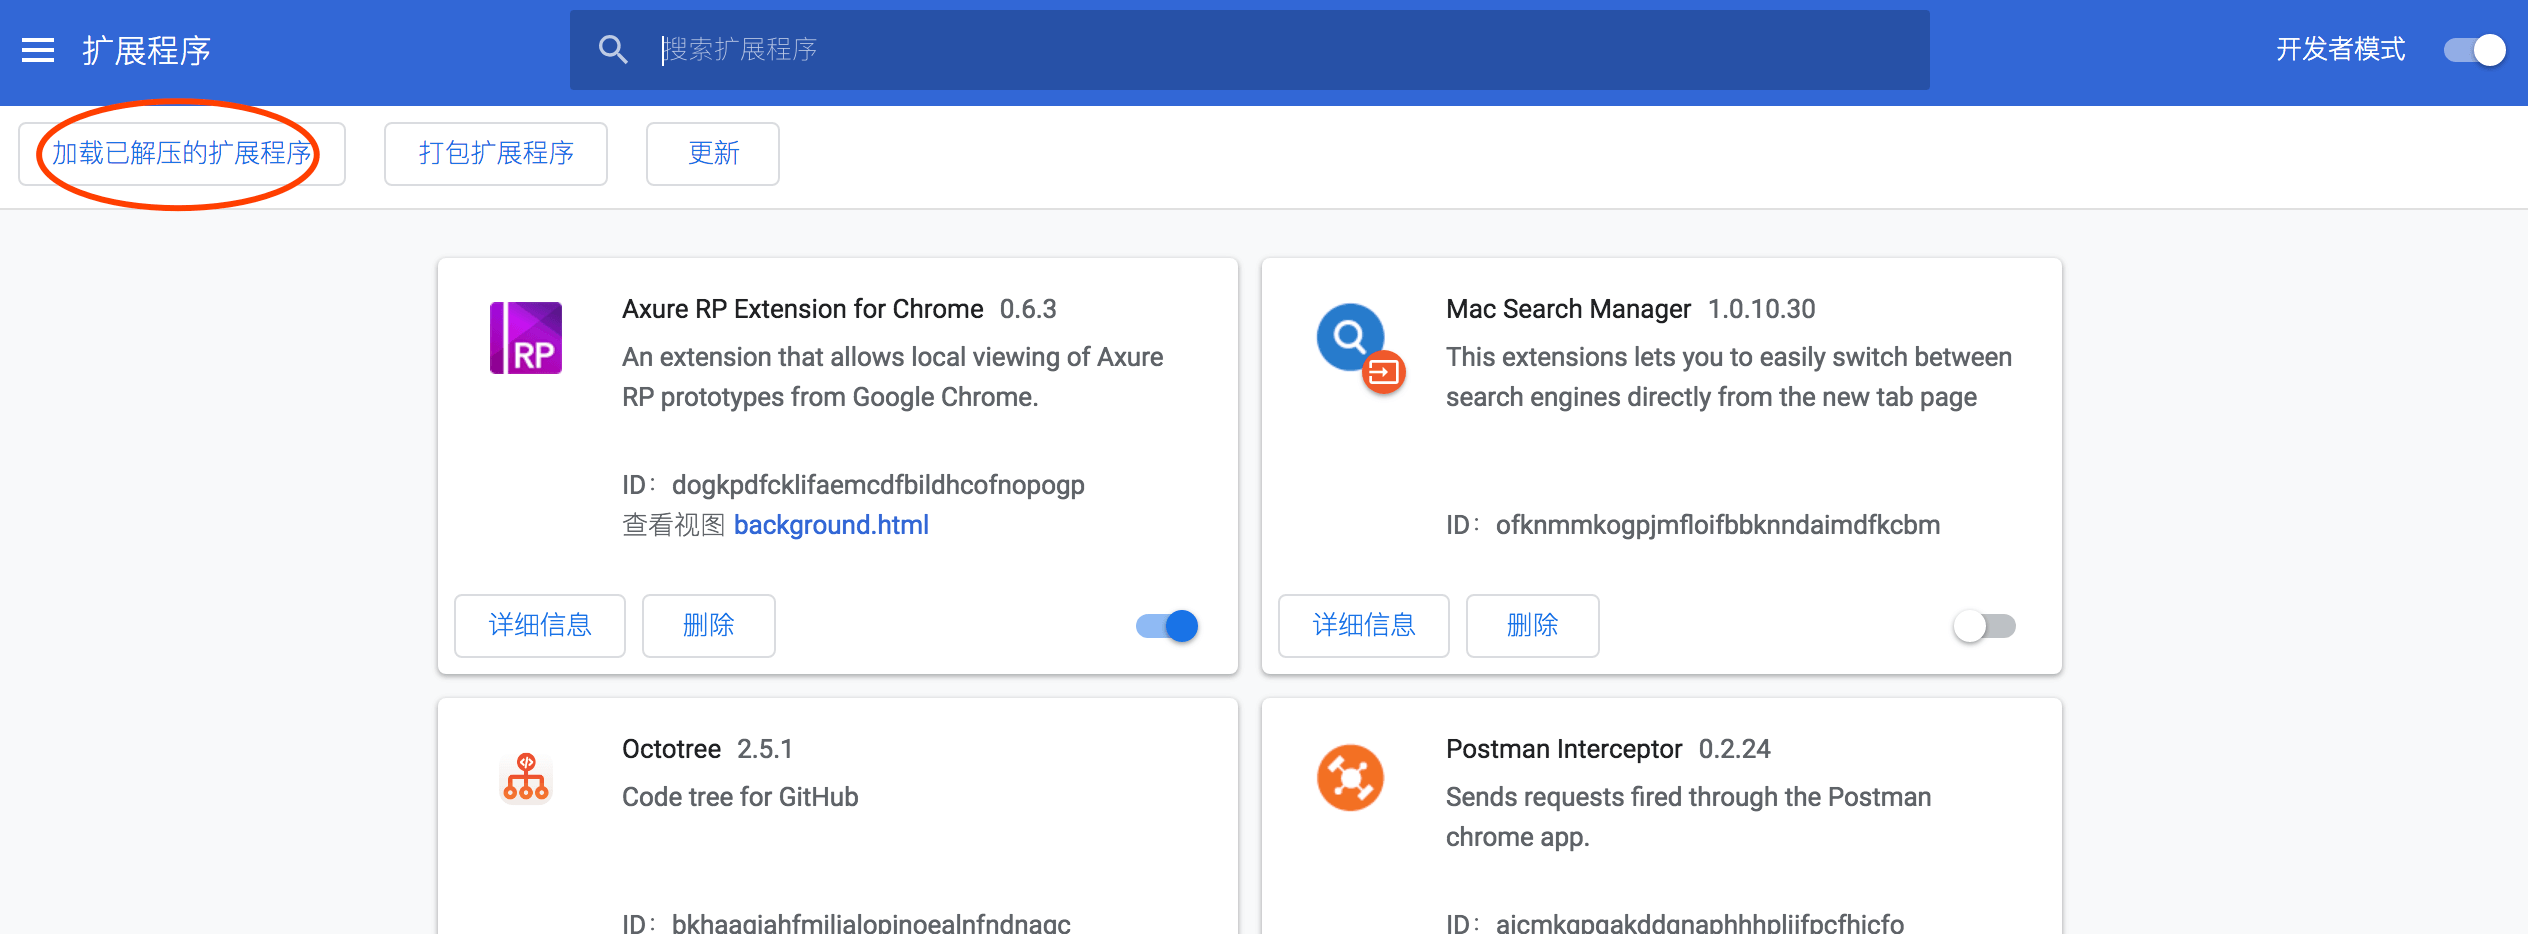 扩展程序
搜索扩展程序
开发者模式
加载已解压的扩展程序
打包扩展程序
更新
RP
Axure RP Extension for Chrome 0.6.3
An extension that allows local viewing of Axure
RP prototypes from Google Chrome.
ID： dogkpdfcklifaemcdfbildhcofnopogp
查看视图 background.html
详细信息
删除
Mac Search Manager 1.0.10.30
This extensions lets you to easily switch between
search engines directly from the new tab page
ID： ofknmmkogpjmfloifbbknndaimdfkcbm
详细信息
删除
Octotree 2.5.1
Code tree for GitHub
ID： bkhaagjahfmjljalopjnoealnfndnagc
Postman Interceptor 0.2.24
Sends requests fired through the Postman
chrome app.
ID： aicmkgpgakddgnaphhhpliifpcfhicfo